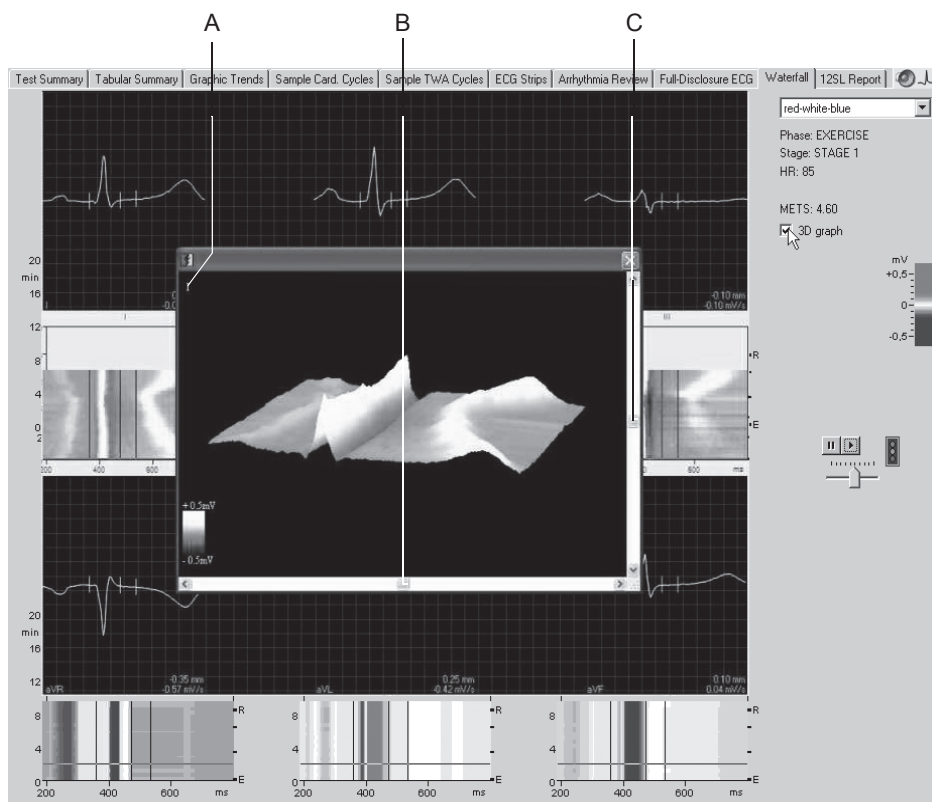 A B C
Test Summary Tabular Summary Graphic Trends Sample Card. Cycles Sample TWA Cycles ECG Strips Arrhythmia Review Full-Disclosure ECG Waterfall 12SL Report
red-white-blue
Phase: EXERCISE
Stage: STAGE 1
HR: 85
METS: 4.60
3D graph
mV
+0,5-
0-
-0,5-
20
min
16
I
-0.10 mm
-0.10 mV/s
I
III
12
8
4
0
2
R
E
200 400
600 ms
I
+ 0.5mV
- 0.5mV
20
min
16
12
aVR
-0.35 mm
-0.57 mV/s
aVL
0.25 mm
-0.42 mV/s
aVF
0.10 mm
0.04 mV/s
8
4
0
R
E
200 400 600 ms
8
4
0
R
E
200 400 600 ms
8
4
0
R
E
200 400 600 ms